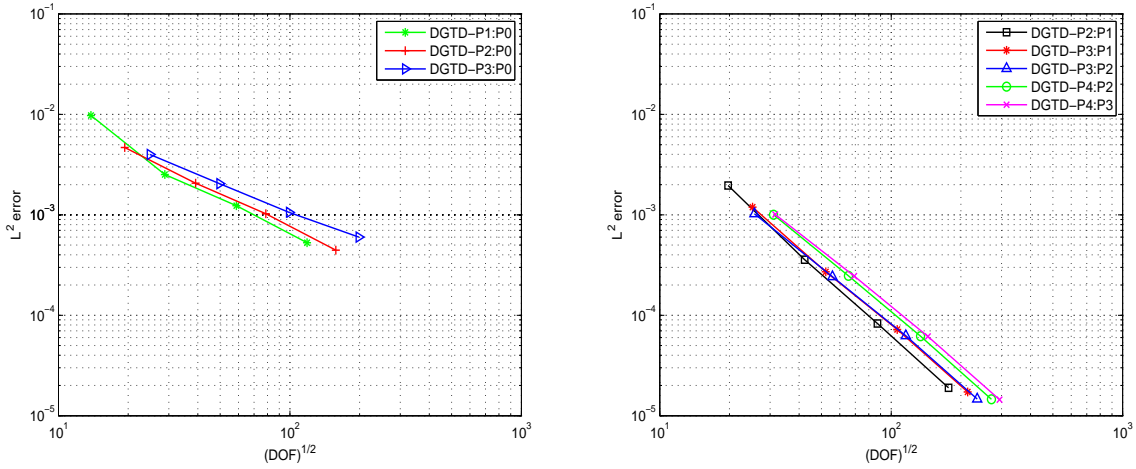 DGTD−P1:P0
DGTD−P2:P0
DGTD−P3:P0
10^−1
10^−2
10^−3
10^−4
10^−5
L^2 error
10^1
10^2
10^3
(DOF)^1/2
DGTD−P2:P1
DGTD−P3:P1
DGTD−P3:P2
DGTD−P4:P2
DGTD−P4:P3
10^−1
10^−2
10^−3
10^−4
10^−5
L^2 error
10^1
10^2
10^3
(DOF)^1/2